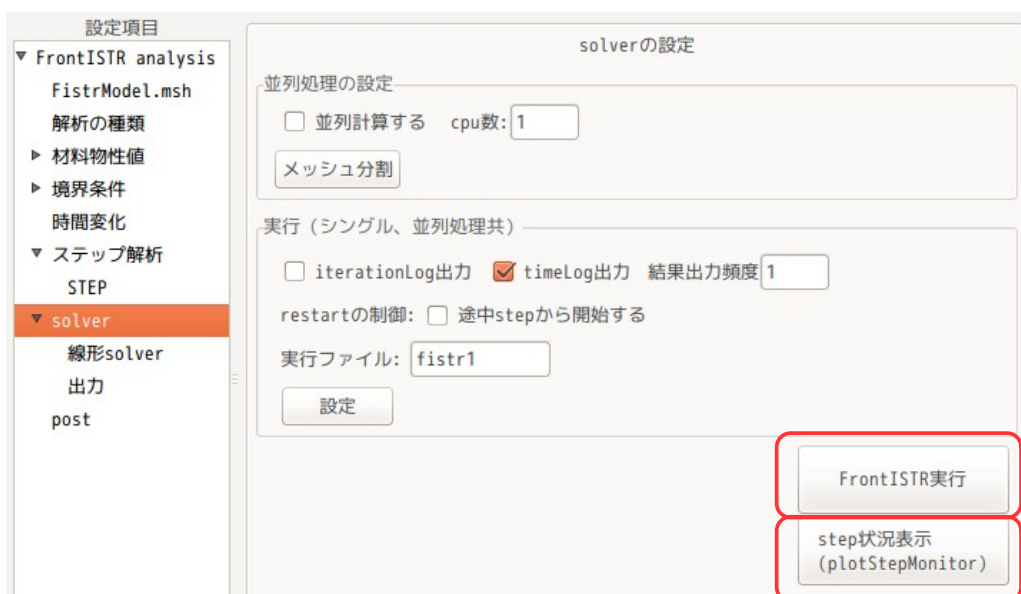 設定項目
FrontISTR analysis
FistrModel.msh
解析の種類
材料物性値
境界条件
時間変化
ステップ解析
STEP
solver
線形solver
出力
post
solverの設定
並列処理の設定
並列計算する cpu数: 1
メッシュ分割
実行（シングル、並列処理共）
iterationLog出力 timeLog出力 結果出力頻度 1
restartの制御: 途中stepから開始する
実行ファイル: fistr1
設定
FrontISTR実行
step状況表示
(plotStepMonitor)